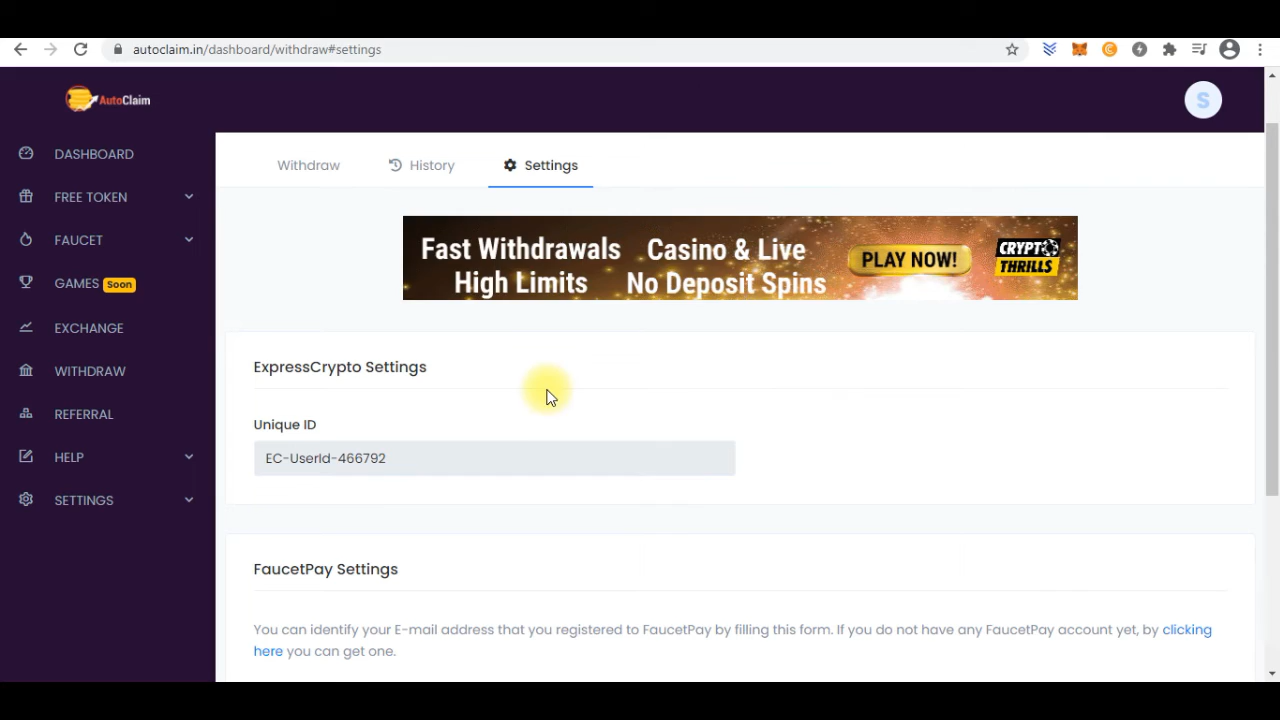 autoclaim.in/dashboard/withdraw#settings
AutoClaim
S
DASHBOARD
FREE TOKEN
FAUCET
GAMES Soon
EXCHANGE
WITHDRAW
REFERRAL
HELP
SETTINGS
Withdraw History Settings
Fast Withdrawals Casino & Live
High Limits No Deposit Spins
PLAY NOW!
CRYPTO
THRILLS
ExpressCrypto Settings
Unique ID
EC-UserId-466792
FaucetPay Settings
You can identify your E-mail address that you registered to FaucetPay by filling this form. If you do not have any FaucetPay account yet, by clicking
here you can get one.